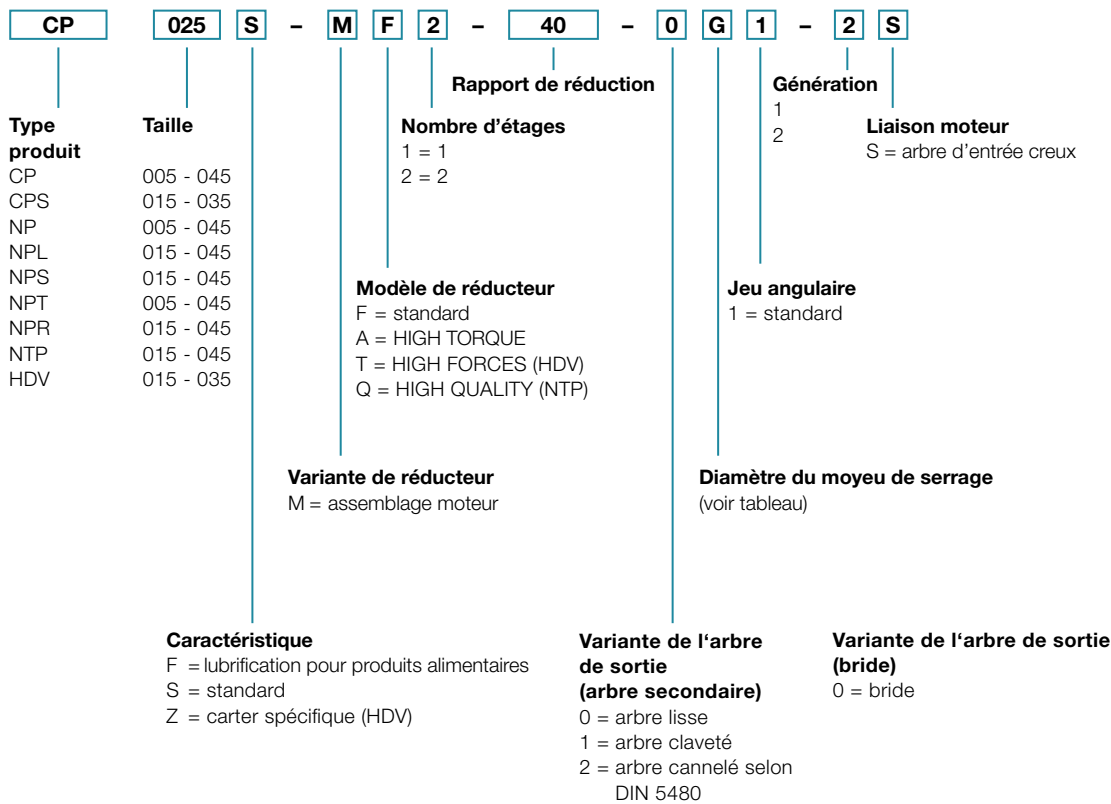 CP 025 S – M F 2 – 40 – 0 G 1 – 2 S
Rapport de réduction
Génération
1
2
Type
produit
CP
CPS
NP
NPL
NPS
NPT
NPR
NTP
HDV
Taille
005 - 045
015 - 035
005 - 045
015 - 045
015 - 045
005 - 045
015 - 045
015 - 045
015 - 035
Nombre d'étages
1 = 1
2 = 2
Liaison moteur
S = arbre d'entrée creux
Modèle de réducteur
F = standard
A = HIGH TORQUE
T = HIGH FORCES (HDV)
Q = HIGH QUALITY (NTP)
Jeu angulaire
1 = standard
Variante de réducteur
M = assemblage moteur
Diamètre du moyeu de serrage
(voir tableau)
Caractéristique
F = lubrification pour produits alimentaires
S = standard
Z = carter spécifique (HDV)
Variante de l‘arbre
de sortie
(arbre secondaire)
0 = arbre lisse
1 = arbre claveté
2 = arbre cannelé selon
DIN 5480
Variante de l‘arbre de sortie
(bride)
0 = bride